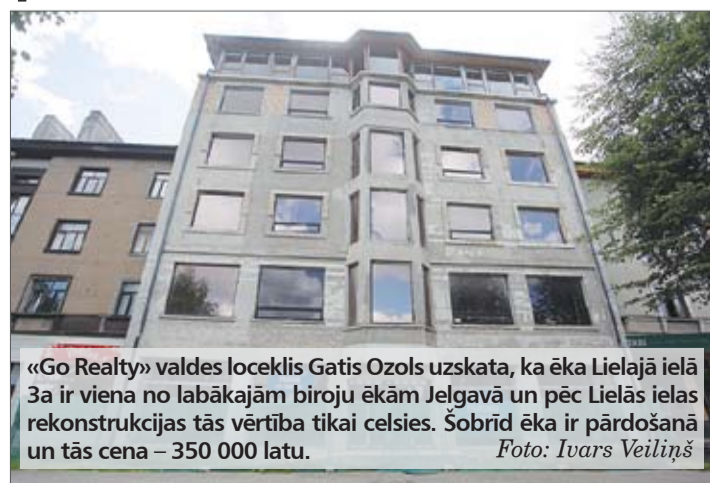 «Go Realty» valdes loceklis Gatis Ozols uzskata, ka ēka Lielajā ielā
3a ir viena no labākajām biroju ēkām Jelgavā un pēc Lielās ielas
rekonstrukcijas tās vērtība tikai celsies. Šobrīd ēka ir pārdošanā
un tās cena – 350 000 latu. Foto: Ivars Veiliņš